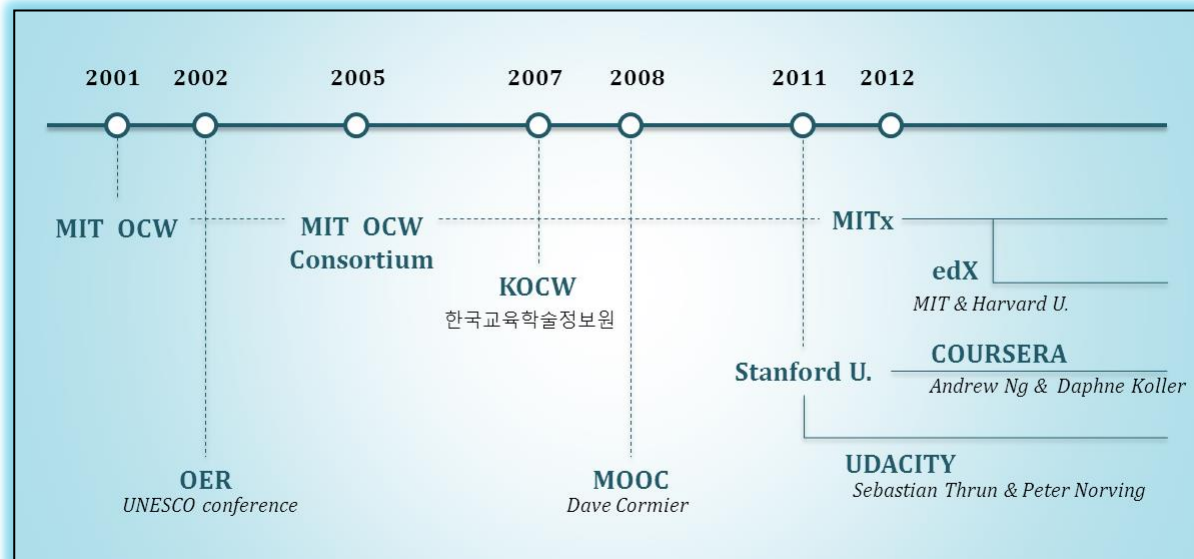 2001 2002 2005 2007 2008 2011 2012
MIT OCW
MIT OCW
Consortium
MITx
KOCW
한국교육학술정보원
edX
MIT & Harvard U.
Stanford U.
COURSERA
Andrew Ng & Daphne Koller
OER
UNESCO conference
MOOC
Dave Cormier
UDACITY
Sebastian Thrun & Peter Norving